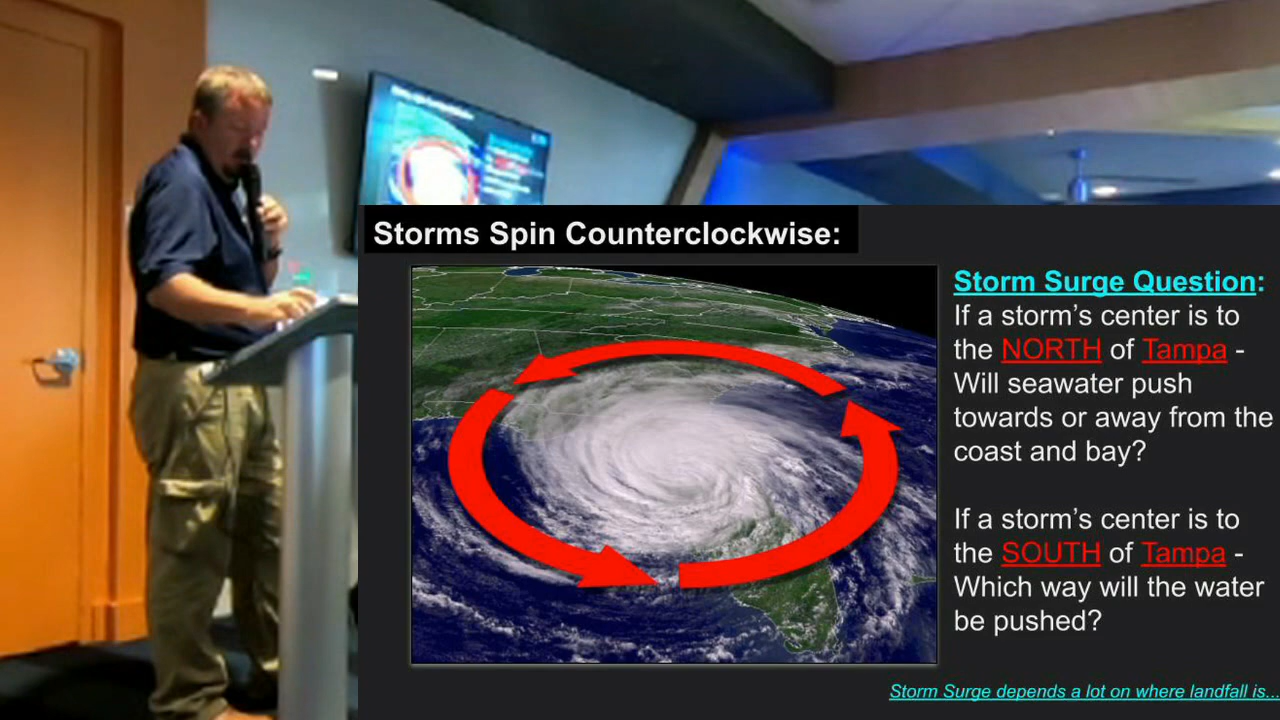 Storms Spin Counterclockwise:
Storm Surge Question:
If a storm's center is to
the NORTH of Tampa -
Will seawater push
towards or away from the
coast and bay?
If a storm's center is to
the SOUTH of Tampa -
Which way will the water
be pushed?
Storm Surge depends a lot on where landfall is...